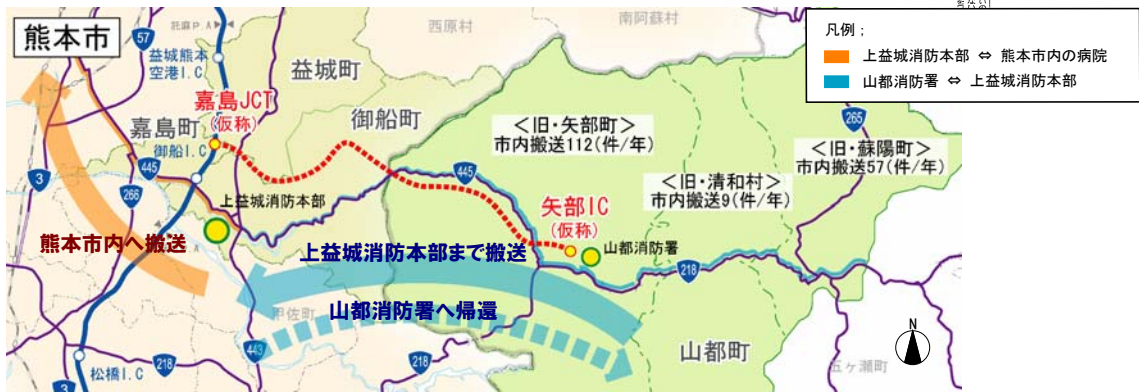 熊本市
57
託麻P.A
益城熊本
空港I.C
西原村
南阿蘇村
凡例：
上益城消防本部 ⇔ 熊本市内の病院
山都消防署 ⇔ 上益城消防本部
益城町
嘉島JCT
(仮称)
嘉島町
御船町
御船I.C
＜旧・矢部町＞
市内搬送112(件/年)
265
＜旧・蘇陽町＞
市内搬送57(件/年)
3
445
266
445
＜旧・清和村＞
市内搬送9(件/年)
上益城消防本部
矢部IC
(仮称)
山都消防署
熊本市内へ搬送
上益城消防本部まで搬送
218
山都消防署へ帰還
甲佐町
N
443
山都町
218
松橋I.C
五ヶ瀬町
3